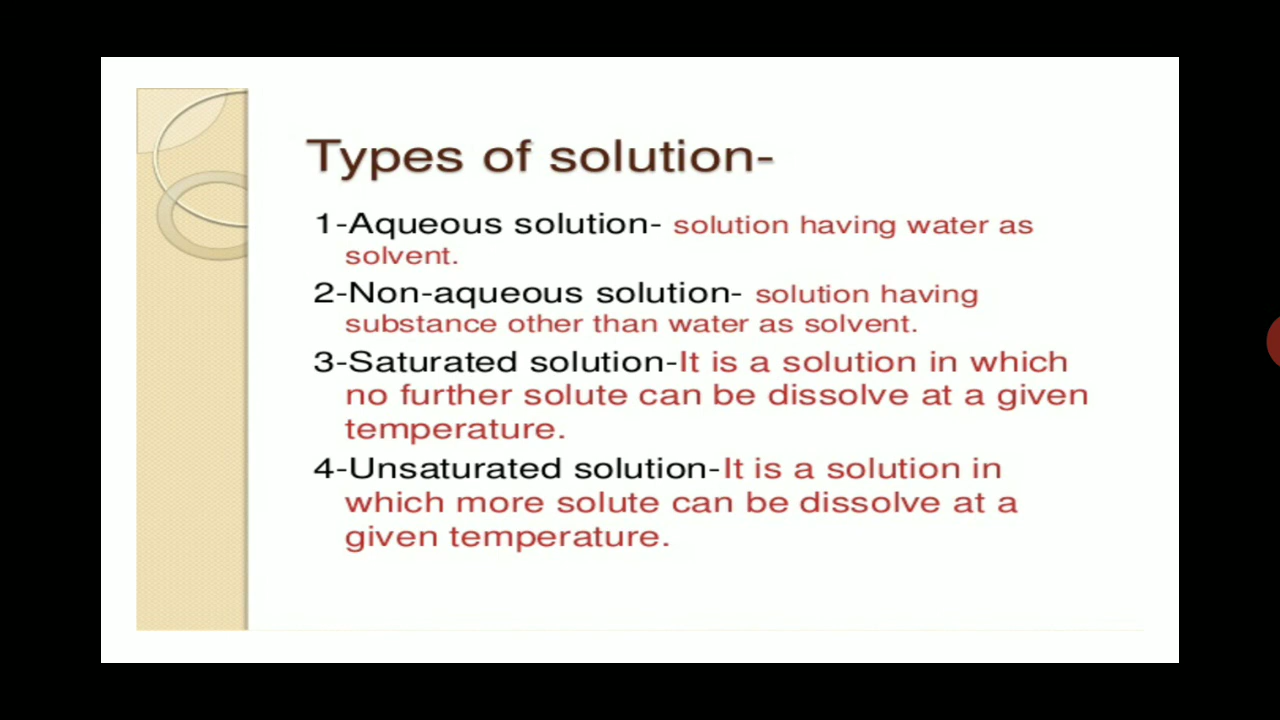 Types of solution-
1-Aqueous solution- solution having water as
solvent.
2-Non-aqueous solution- solution having
substance other than water as solvent.
3-Saturated solution-It is a solution in which
no further solute can be dissolve at a given
temperature.
4-Unsaturated solution-It is a solution in
which more solute can be dissolve at a
given temperature.